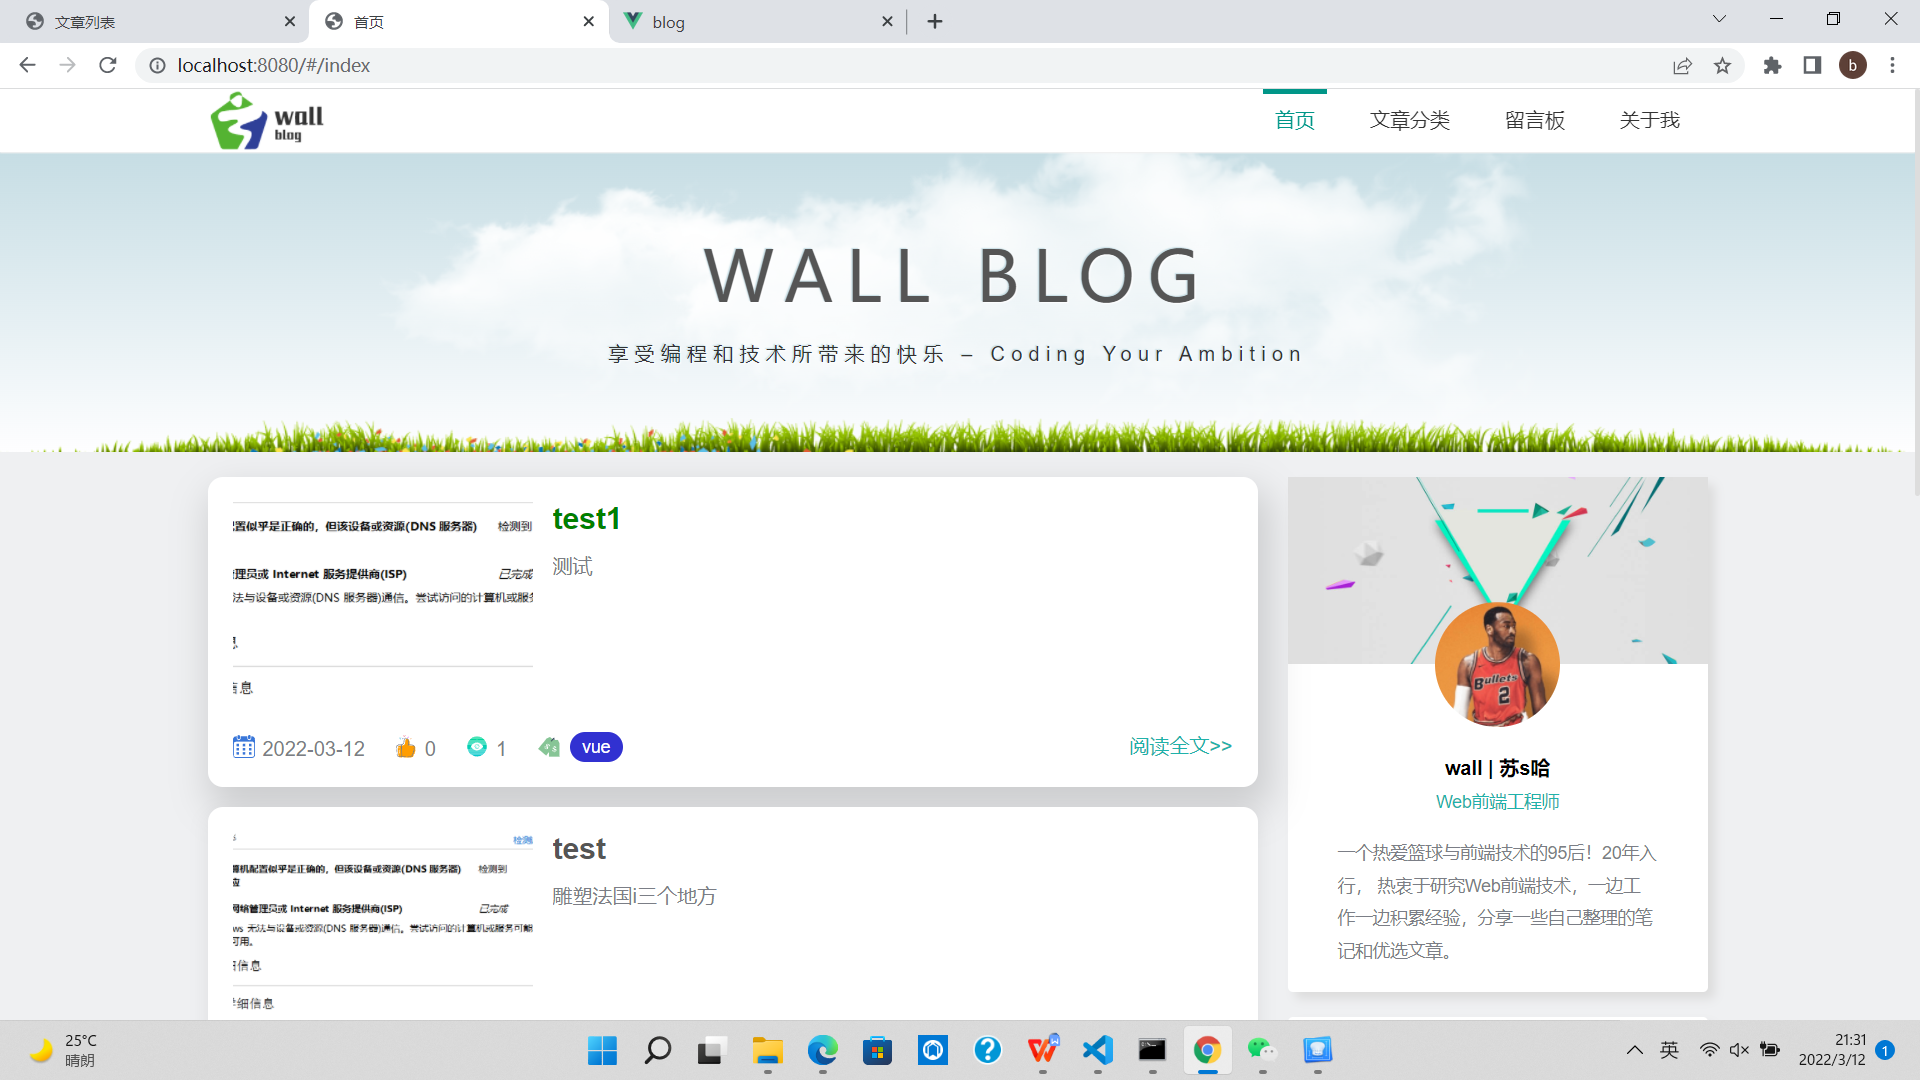 文章列表
首页
blog
localhost:8080/#/index
b
wall
blog
首页
文章分类
留言板
关于我
WALL BLOG
享受编程和技术所带来的快乐 – Coding Your Ambition
置似乎是正确的，但该设备或资源(DNS 服务器) 检测到
理员或 Internet 服务提供商(ISP) 已完成
法与设备或资源(DNS 服务器)通信。尝试访问的计算机或服务
息
信息
test1
测试
2022-03-12
0
1
vue
阅读全文>>
检测
算机配置似乎是正确的，但该设备或资源(DNS 服务器) 检测到
应
网络管理员或 Internet 服务提供商(ISP) 已完成
ws 无法与设备或资源(DNS 服务器)通信。尝试访问的计算机或服务可能
可用。
信息
详细信息
test
雕塑法国i三个地方
Bullets
2
wall | 苏s哈
Web前端工程师
一个热爱篮球与前端技术的95后！20年入
行， 热衷于研究Web前端技术，一边工
作一边积累经验，分享一些自己整理的笔
记和优选文章。
25°C
晴朗
英
21:31
2022/3/12
1